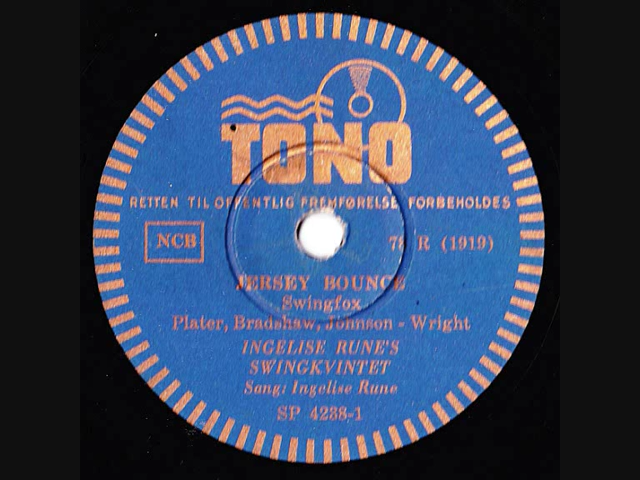 TONO
RETTEN TIL OFFENTLIG FREMFØRELSE FORBEHOLDES
NCB
78 R (1919)
JERSEY BOUNCE
Swingfox
Plater, Bradshaw, Johnson - Wright
INGELISE RUNE'S
SWINGKVINTET
Sang: Ingelise Rune
SP 4238-1